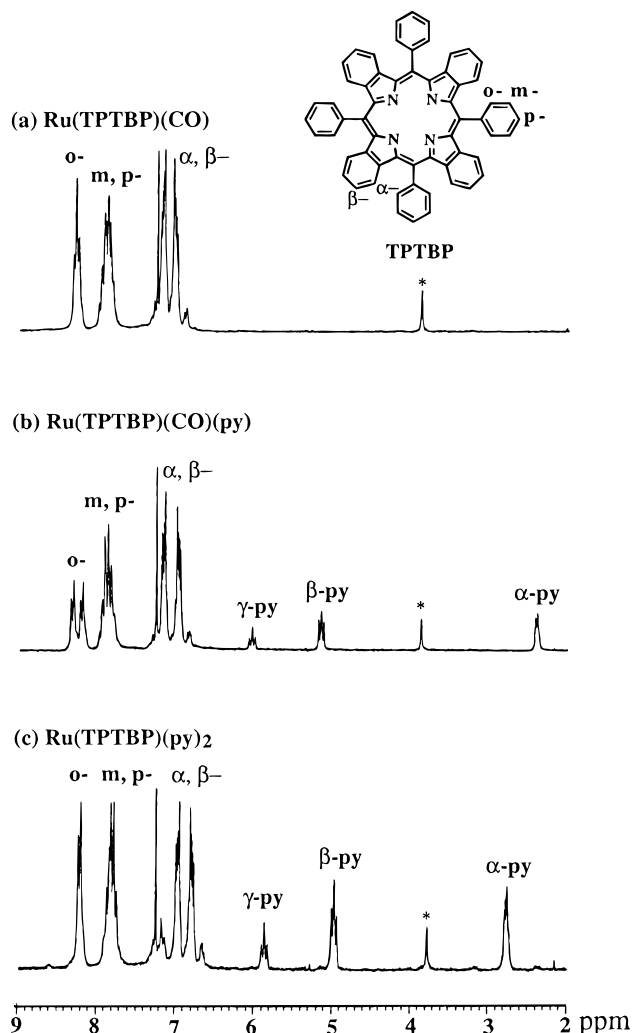 N N
N N
o- m -
p -
β– α–
TPTBP
(a) Ru(TPTBP)(CO)
o-
m, p-
α, β–
*
(b) Ru(TPTBP)(CO)(py)
o-
m, p-
α, β–
γ-py
β-py
*
α-py
(c) Ru(TPTBP)(py)₂
o- m, p- α, β–
γ-py
β-py
*
α-py
9 8 7 6 5 4 3 2 ppm